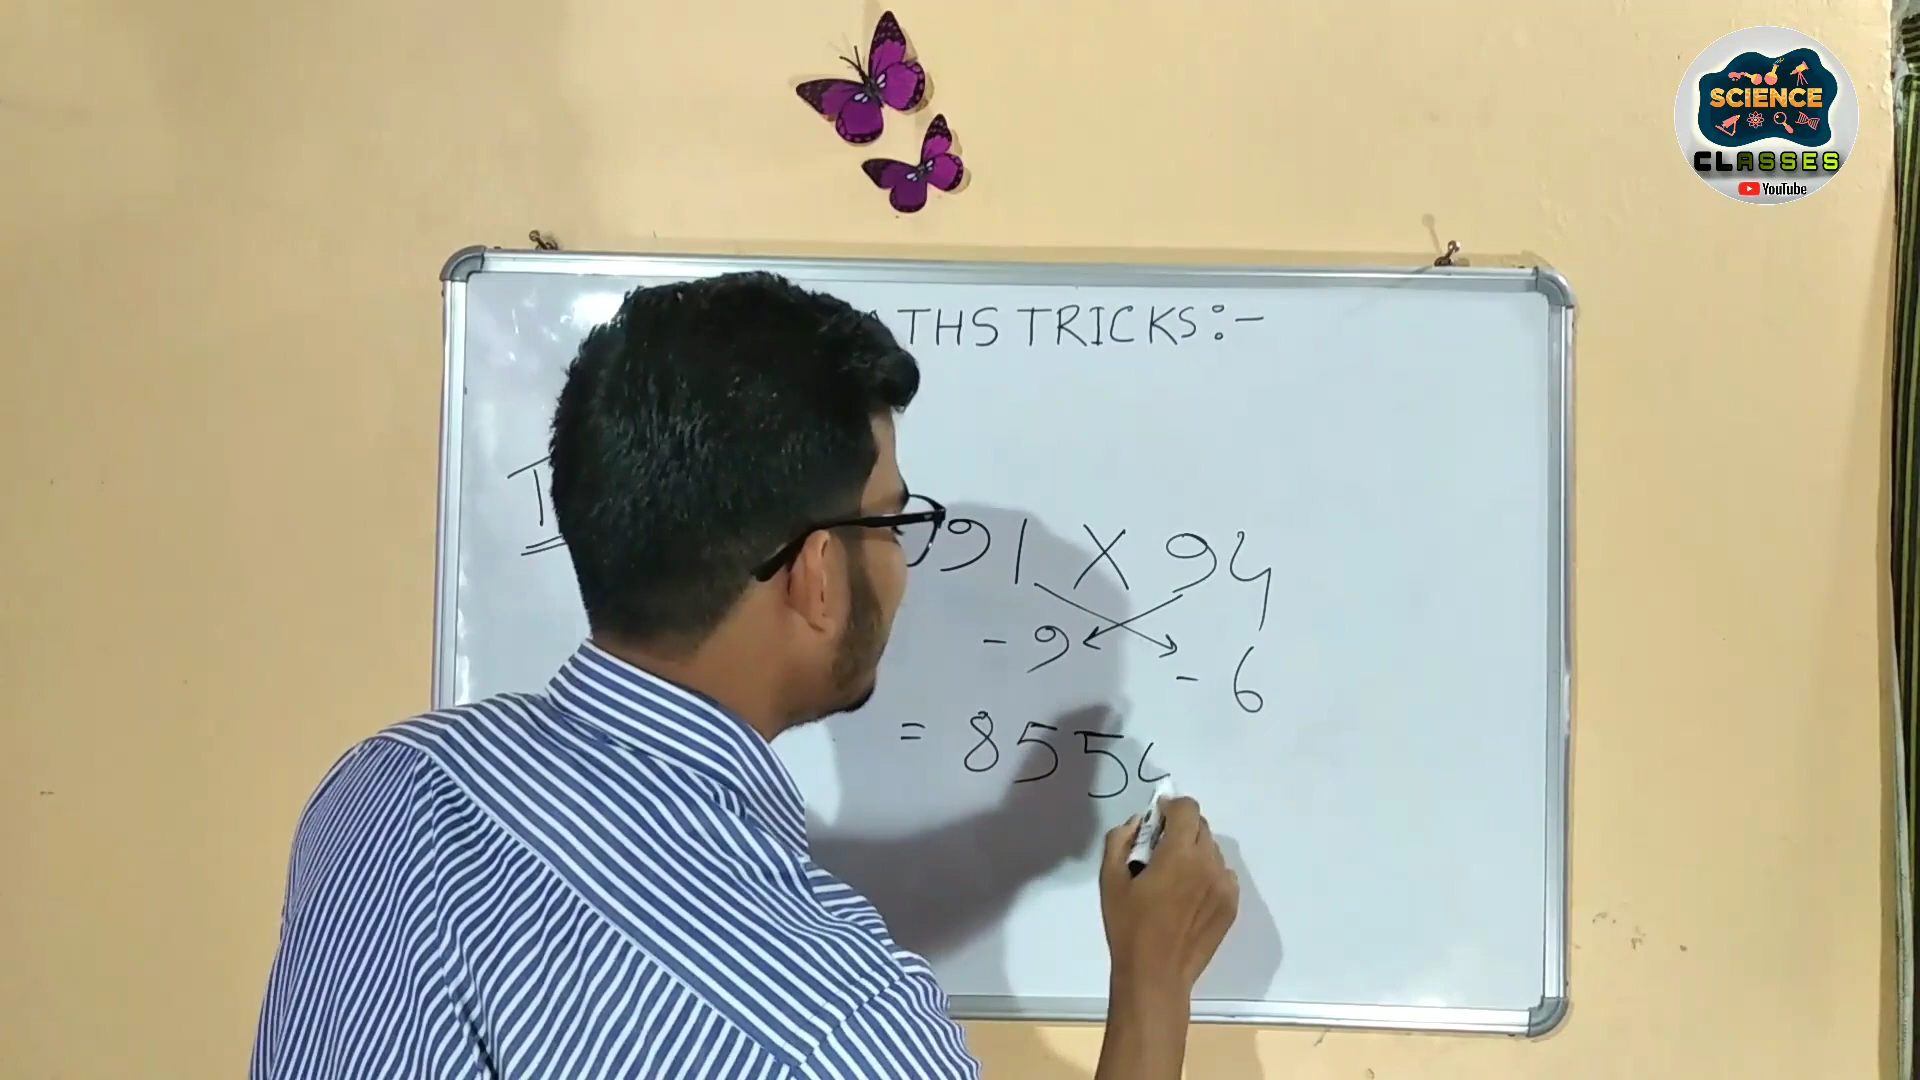 SCIENCE
CLASSES
YouTube
THS TRICKS:-
91 X 94
- 9
- 6
= 8554